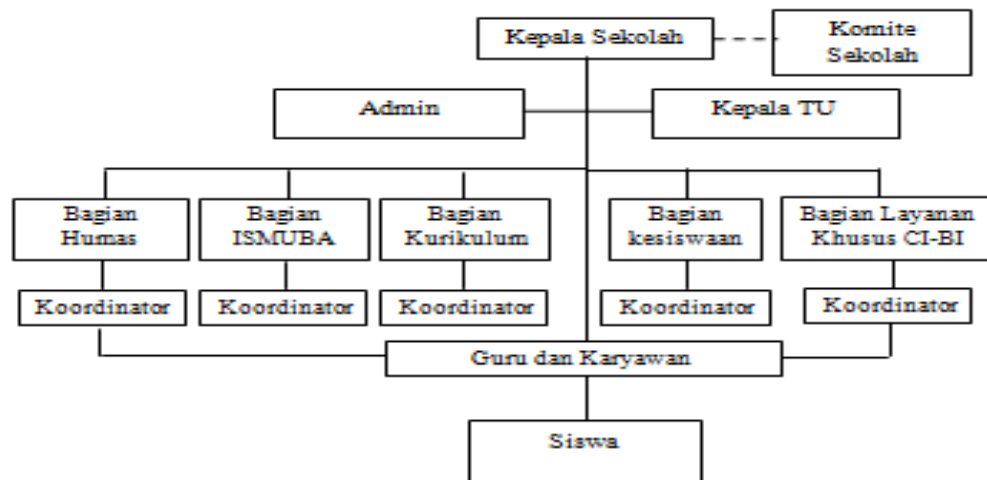 Kepala Sekolah
Komite
Sekolah
Admin
Kepala TU
Bagian
Humas
Bagian
ISMUBA
Bagian
Kurikulum
Bagian
kesiswaan
Bagian Layanan
Khusus CI-BI
Koordinator
Koordinator
Koordinator
Koordinator
Koordinator
Guru dan Karyawan
Siswa